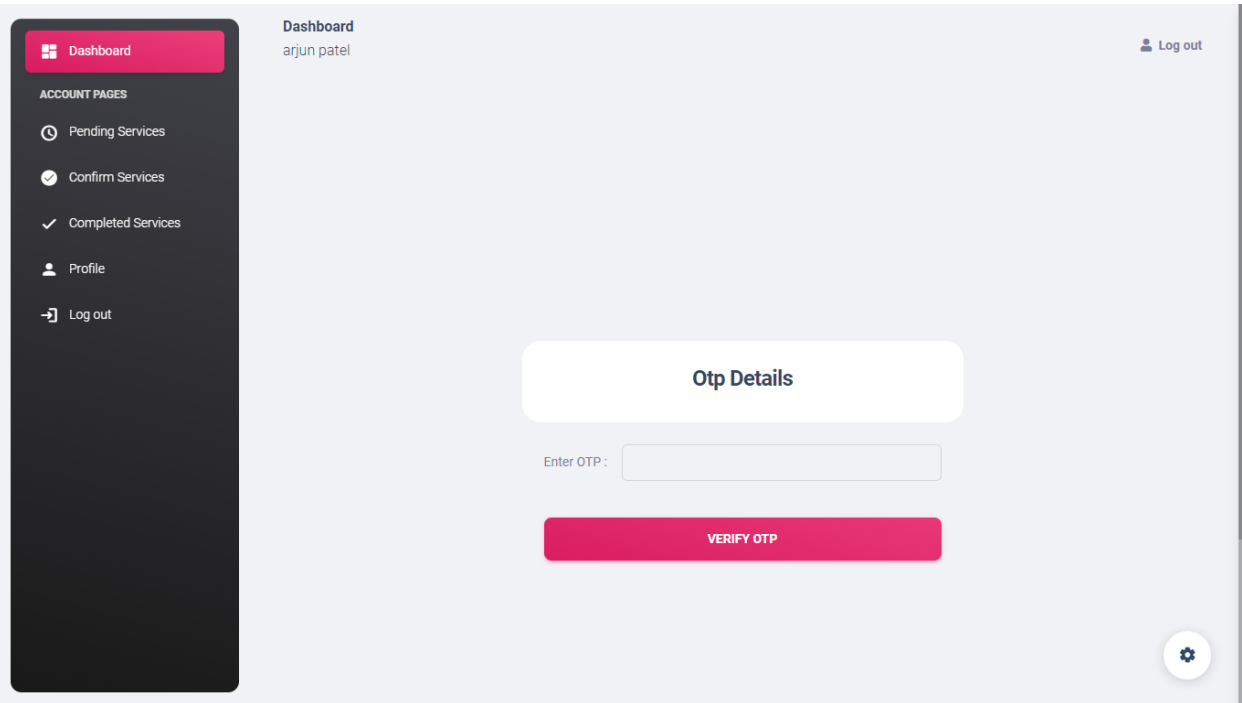 Dashboard
ACCOUNT PAGES
Pending Services
Confirm Services
Completed Services
Profile
Log out
Dashboard
arjun patel
Log out
Otp Details
Enter OTP :
VERIFY OTP